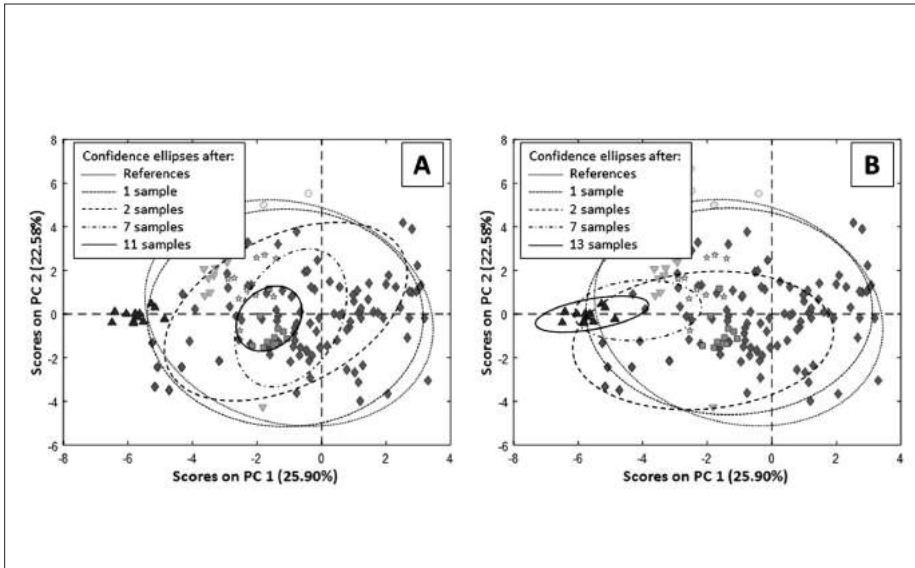 A
Confidence ellipses after:
References
1 sample
2 samples
7 samples
11 samples
Scores on PC 2 (22.58%)
8
6
4
2
0
-2
-4
-6
-8
-6
-4
-2
0
2
4
Scores on PC 1 (25.90%)
B
Confidence ellipses after:
References
1 sample
2 samples
7 samples
13 samples
Scores on PC 2 (22.58%)
8
6
4
2
0
-2
-4
-6
-8
-6
-4
-2
0
2
4
Scores on PC 1 (25.90%)